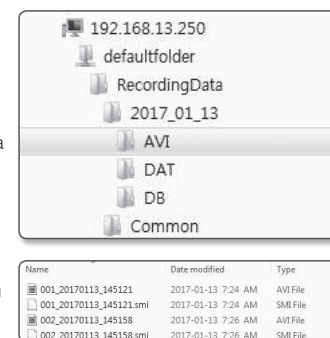 192.168.13.250
defaultfolder
RecordingData
2017_01_13
AVI
DAT
DB
Common
a
Name Date modified Type
001_20170113_145121 2017-01-13 7:24 AM AVI File
001_20170113_145121.smi 2017-01-13 7:24 AM SMI File
002_20170113_145158 2017-01-13 7:26 AM AVI File
002_20170113_145158.smi 2017-01-13 7:26 AM SMI File